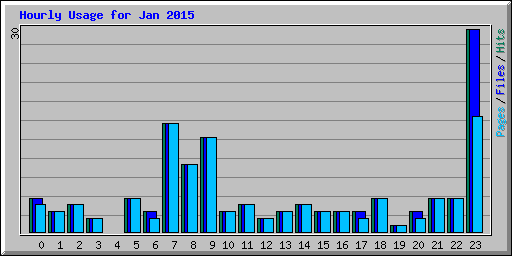 Hourly Usage for Jan 2015
30
Pages / Files / Hits
0 1 2 3 4 5 6 7 8 9 10 11 12 13 14 15 16 17 18 19 20 21 22 23